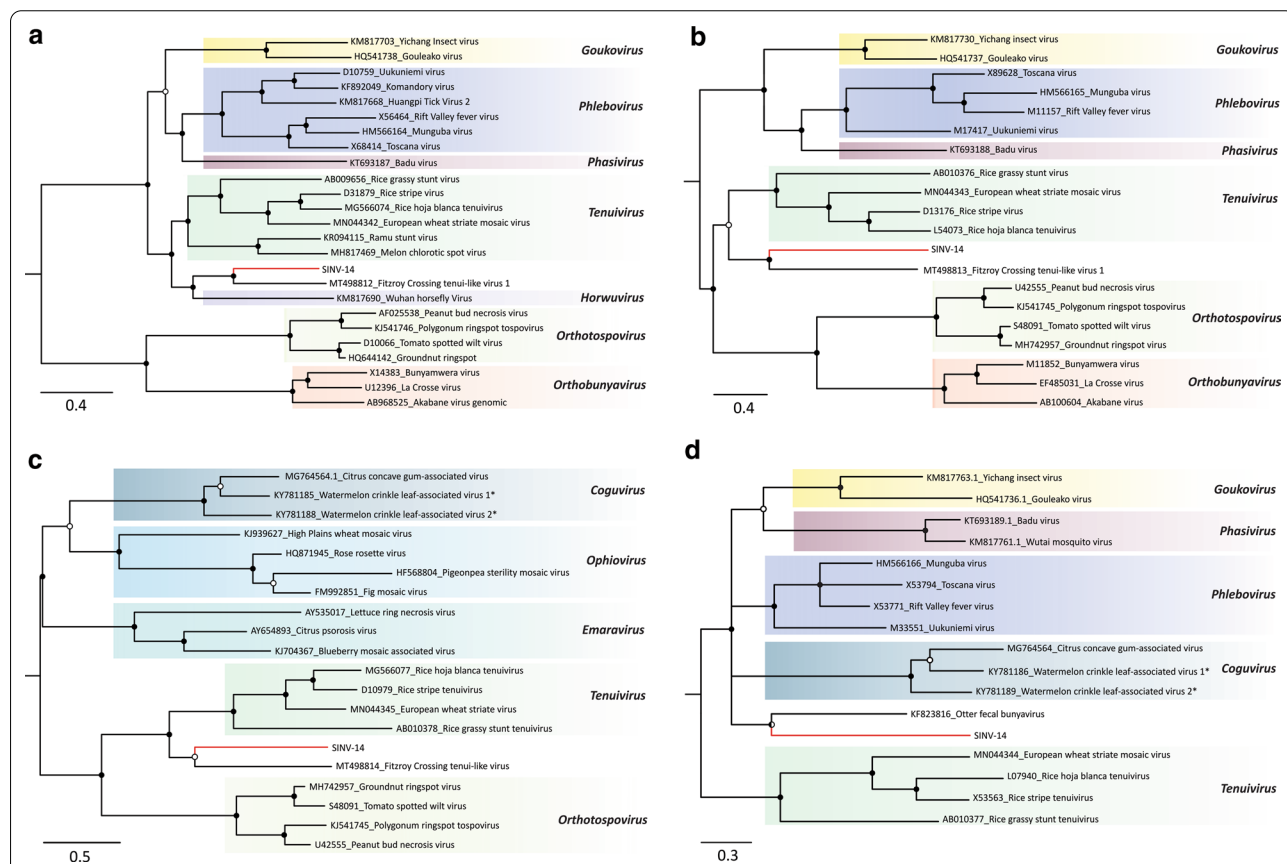 a
KM817703_Yichang Insect virus
HQ541738_Gouleako virus
Goukovirus
D10759_Uukuniemi virus
KF892049_Komandory virus
KM817668_Huangpi Tick Virus 2
X56464_Rift Valley fever virus
HM566164_Munguba virus
X68414_Toscana virus
Phlebovirus
KT693187_Badu virus
Phasivirus
AB009656_Rice grassy stunt virus
D31879_Rice stripe virus
MG566074_Rice hoja blanca tenuivirus
MN044342_European wheat striate mosaic virus
KR094115_Ramu stunt virus
MH817469_Melon chlorotic spot virus
Tenuivirus
SINV-14
MT498812_Fitzroy Crossing tenui-like virus 1
KM817690_Wuhan horsefly Virus
Horwuvirus
AF025538_Peanut bud necrosis virus
KJ541746_Polygonum ringspot tospovirus
D10066_Tomato spotted wilt virus
HQ644142_Groundnut ringspot
Orthotospovirus
X14383_Bunyamwera virus
U12396_La Crosse virus
AB968525_Akabane virus genomic
Orthobunyavirus
0.4
b
KM817730_Yichang insect virus
HQ541737_Gouleako virus
Goukovirus
X89628_Toscana virus
HM566165_Munguba virus
M11157_Rift Valley fever virus
M17417_Uukuniemi virus
Phlebovirus
KT693188_Badu virus
Phasivirus
AB010376_Rice grassy stunt virus
MN044343_European wheat striate mosaic virus
D13176_Rice stripe virus
L54073_Rice hoja blanca tenuivirus
Tenuivirus
SINV-14
MT498813_Fitzroy Crossing tenui-like virus 1
U42555_Peanut bud necrosis virus
KJ541745_Polygonum ringspot tospovirus
S48091_Tomato spotted wilt virus
MH742957_Groundnut ringspot virus
Orthotospovirus
M11852_Bunyamwera virus
EF485031_La Crosse virus
AB100604_Akabane virus
Orthobunyavirus
0.4
c
MG764564.1_Citrus concave gum-associated virus
KY781185_Watermelon crinkle leaf-associated virus 1*
KY781188_Watermelon crinkle leaf-associated virus 2*
Coguvirus
KJ939627_High Plains wheat mosaic virus
HQ871945_Rose rosette virus
HF568804_Pigeonpea sterility mosaic virus
FM992851_Fig mosaic virus
Ophiovirus
AY535017_Lettuce ring necrosis virus
AY654893_Citrus psorosis virus
KJ704367_Blueberry mosaic associated virus
Emaravirus
MG566077_Rice hoja blanca tenuivirus
D10979_Rice stripe tenuivirus
MN044345_European wheat striate virus
AB010378_Rice grassy stunt tenuivirus
Tenuivirus
SINV-14
MT498814_Fitzroy Crossing tenui-like virus
MH742957_Groundnut ringspot virus
S48091_Tomato spotted wilt virus
KJ541745_Polygonum ringspot tospovirus
U42555_Peanut bud necrosis virus
Orthotospovirus
0.5
d
KM817763.1_Yichang insect virus
HQ541736.1_Gouleako virus
Goukovirus
KT693189.1_Badu virus
KM817761.1_Wutai mosquito virus
Phasivirus
HM566166_Munguba virus
X53794_Toscana virus
X53771_Rift Valley fever virus
M33551_Uukuniemi virus
Phlebovirus
MG764564_Citrus concave gum-associated virus
KY781186_Watermelon crinkle leaf-associated virus 1*
KY781189_Watermelon crinkle leaf-associated virus 2*
Coguvirus
KF823816_Otter fecal bunyavirus
SINV-14
MN044344_European wheat striate mosaic virus
L07940_Rice hoja blanca tenuivirus
X53563_Rice stripe tenuivirus
AB010377_Rice grassy stunt tenuivirus
Tenuivirus
0.3